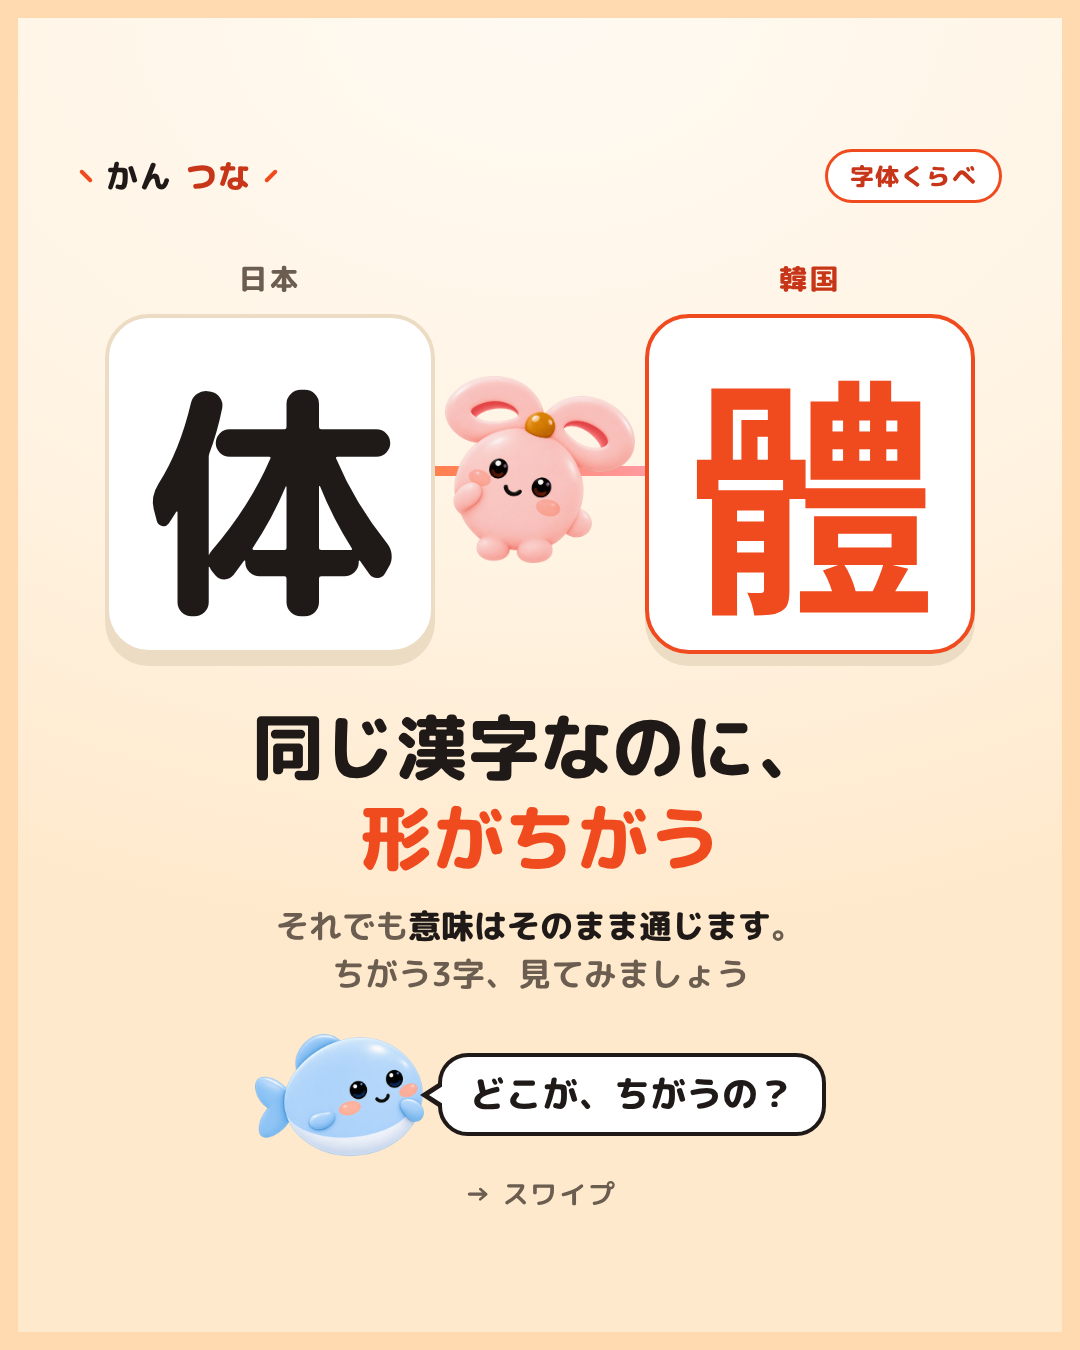 かん つな
字体くらべ
日本
韓国
体
體
同じ漢字なのに、
形がちがう
それでも意味はそのまま通じます。
ちがう3字、見てみましょう
どこが、ちがうの？
→ スワイプ